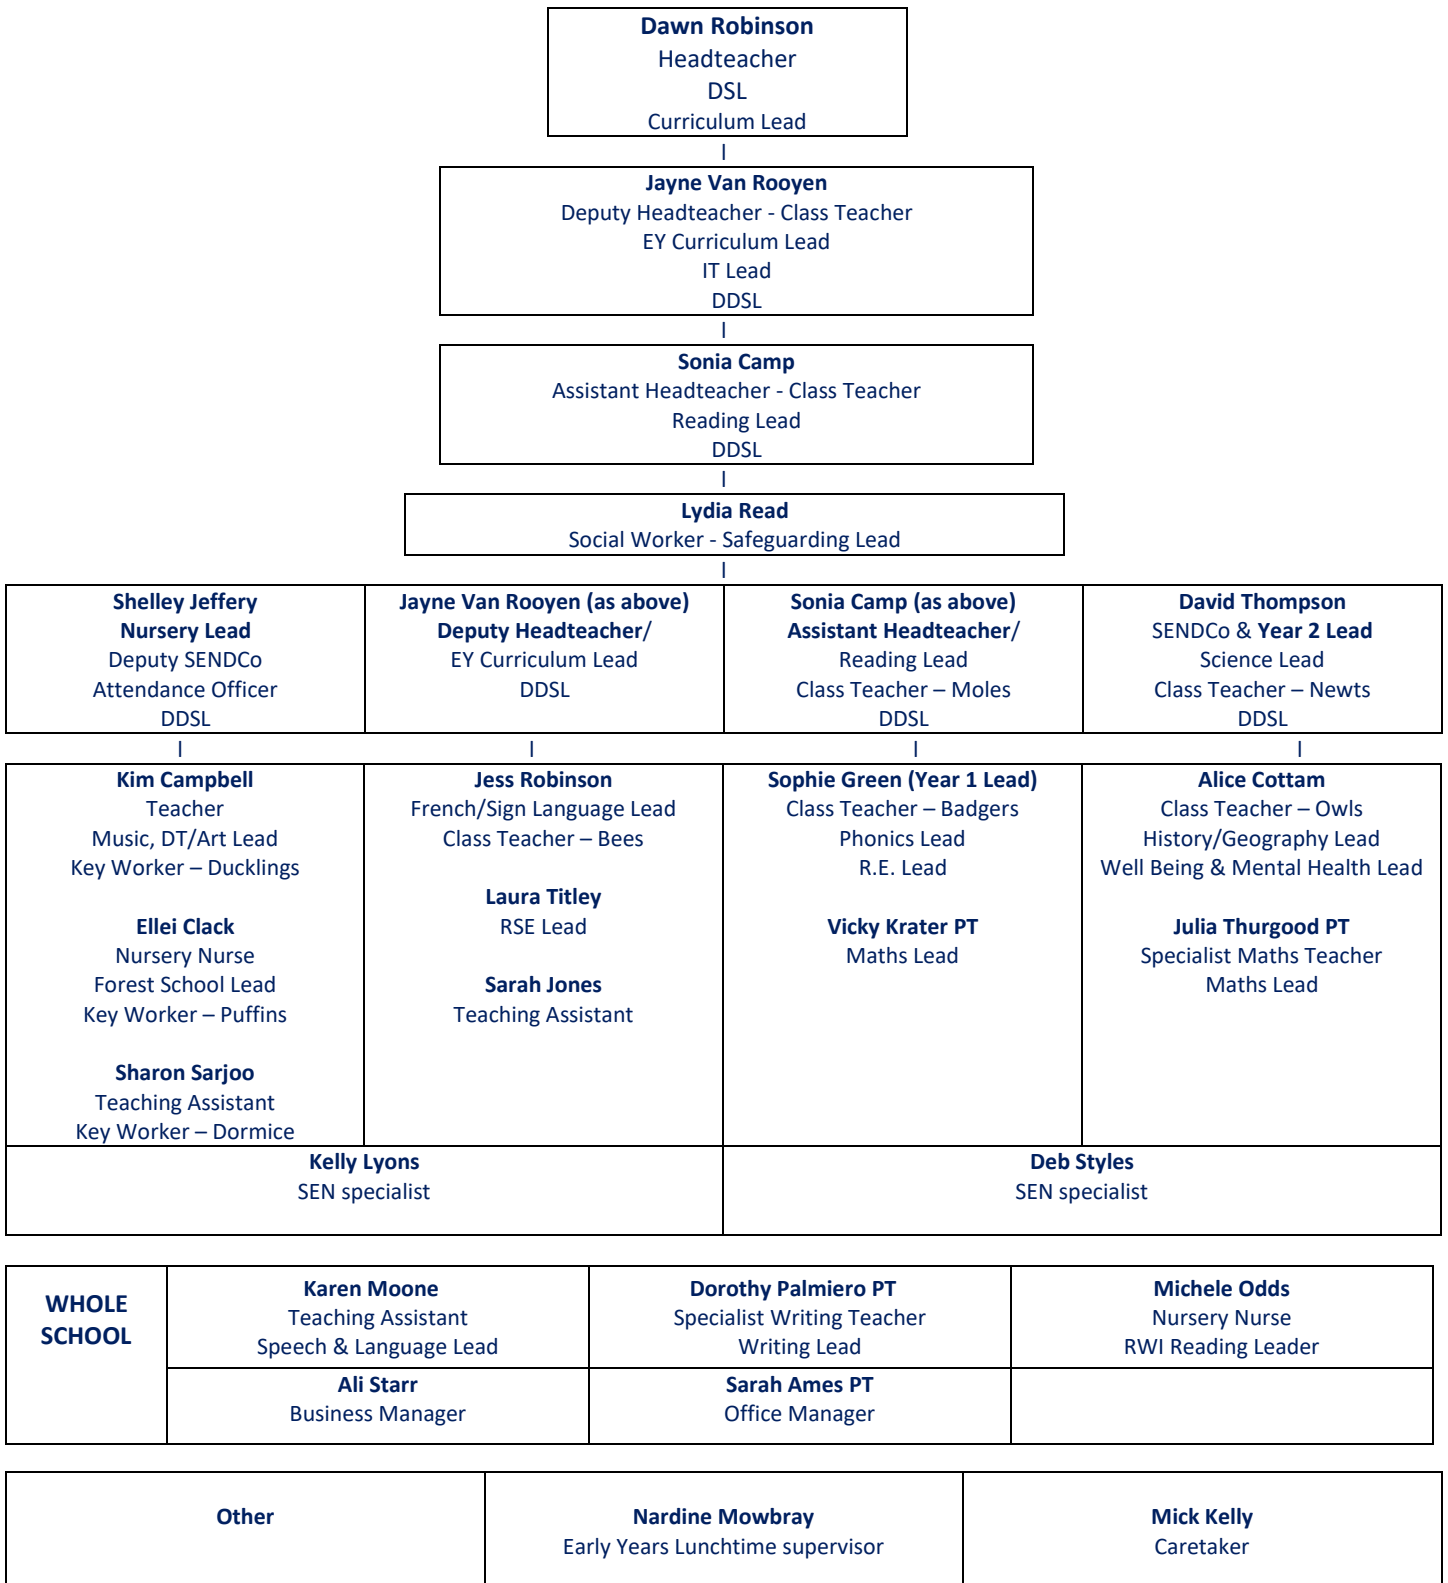 Dawn Robinson
Headteacher
DSL
Curriculum Lead
I
Jayne Van Rooyen
Deputy Headteacher - Class Teacher
EY Curriculum Lead
IT Lead
DDSL
I
Sonia Camp
Assistant Headteacher - Class Teacher
Reading Lead
DDSL
I
Lydia Read
Social Worker - Safeguarding Lead
I
Shelley Jeffery
Nursery Lead
Deputy SENDCo
Attendance Officer
DDSL
Jayne Van Rooyen (as above)
Deputy Headteacher/
EY Curriculum Lead
DDSL
Sonia Camp (as above)
Assistant Headteacher/
Reading Lead
Class Teacher – Moles
DDSL
David Thompson
SENDCo & Year 2 Lead
Science Lead
Class Teacher – Newts
DDSL
I
I
I
I
Kim Campbell
Teacher
Music, DT/Art Lead
Key Worker – Ducklings
Ellei Clack
Nursery Nurse
Forest School Lead
Key Worker – Puffins
Sharon Sarjoo
Teaching Assistant
Key Worker – Dormice
Jess Robinson
French/Sign Language Lead
Class Teacher – Bees
Laura Titley
RSE Lead
Sarah Jones
Teaching Assistant
Sophie Green (Year 1 Lead)
Class Teacher – Badgers
Phonics Lead
R.E. Lead
Vicky Krater PT
Maths Lead
Alice Cottam
Class Teacher – Owls
History/Geography Lead
Well Being & Mental Health Lead
Julia Thurgood PT
Specialist Maths Teacher
Maths Lead
Kelly Lyons
SEN specialist
Deb Styles
SEN specialist
WHOLE
SCHOOL
Karen Moone
Teaching Assistant
Speech & Language Lead
Dorothy Palmiero PT
Specialist Writing Teacher
Writing Lead
Michele Odds
Nursery Nurse
RWI Reading Leader
Ali Starr
Business Manager
Sarah Ames PT
Office Manager
Other
Nardine Mowbray
Early Years Lunchtime supervisor
Mick Kelly
Caretaker